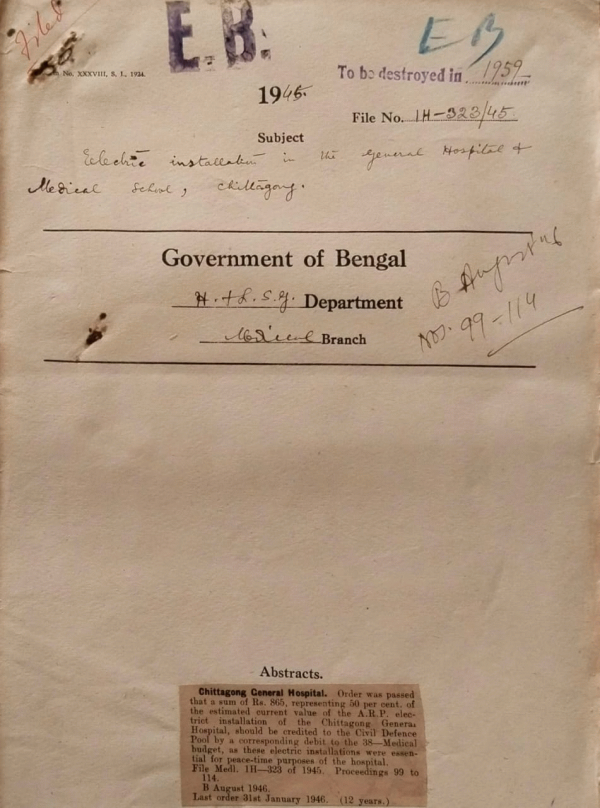 Filed
E.B.
EB
No. XXXVIII, S. I., 1934.
To be destroyed in 1959
1945
File No. 1H-323/45
Subject
Electric installation in the General Hospital &
Medical School, Chittagong.
Government of Bengal
H. & L. S. G. Department
Medical Branch
B August '46
Nos. 99-114
Abstracts.
Chittagong General Hospital. Order was passed
that a sum of Rs. 865, representing 50 per cent. of
the estimated current value of the A.R.P. elec-
trict installation of the Chittagong General
Hospital, should be credited to the Civil Defence
Pool by a corresponding debit to the 38—Medical
budget, as these electric installations were essen-
tial for peace-time purposes of the hospital.
File Medl. 1H—323 of 1945. Proceedings 99 to
114.
B August 1946.
Last order 31st January 1946. (12 years.)